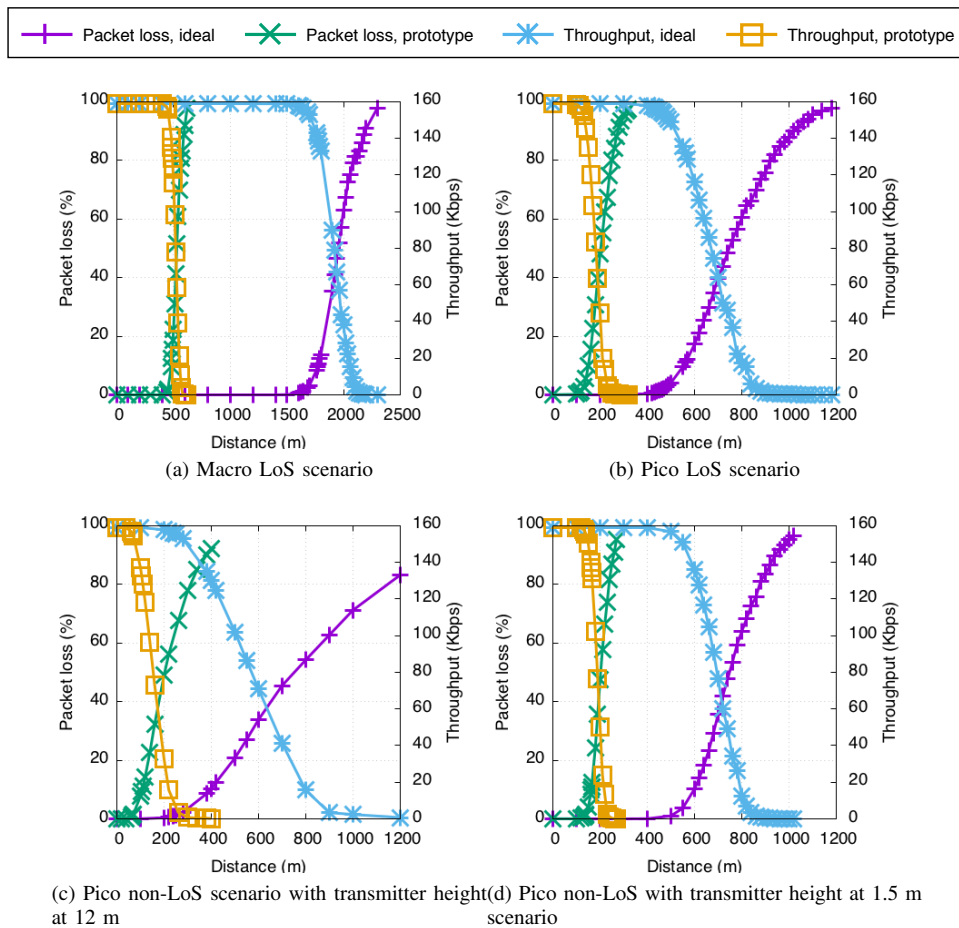 Packet loss, ideal Packet loss, prototype Throughput, ideal Throughput, prototype
100 80 60 40 20 0
Packet loss (%)
160 140 120 100 80 60 40 20 0
Throughput (Kbps)
0 500 1000 1500 2000 2500
Distance (m)
(a) Macro LoS scenario
100 80 60 40 20 0
Packet loss (%)
160 140 120 100 80 60 40 20 0
Throughput (Kbps)
0 200 400 600 800 1000 1200
Distance (m)
(b) Pico LoS scenario
100 80 60 40 20 0
Packet loss (%)
160 140 120 100 80 60 40 20 0
Throughput (Kbps)
0 200 400 600 800 1000 1200
Distance (m)
(c) Pico non-LoS scenario with transmitter height
at 12 m
100 80 60 40 20 0
Packet loss (%)
160 140 120 100 80 60 40 20 0
Throughput (Kbps)
0 200 400 600 800 1000 1200
Distance (m)
(d) Pico non-LoS with transmitter height at 1.5 m
scenario